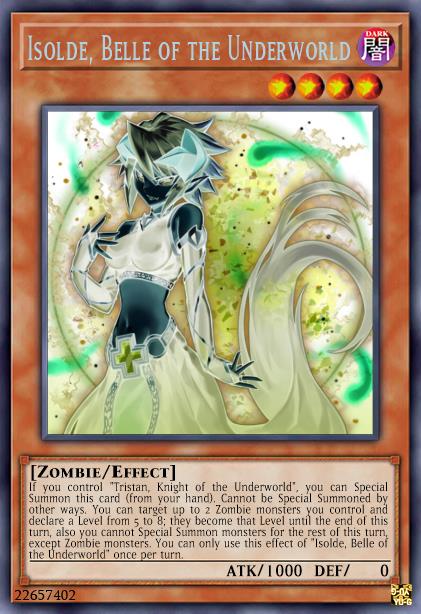 Isolde, Belle of the Underworld
DARK
闇
[Zombie/Effect]
If you control "Tristan, Knight of the Underworld", you can Special
Summon this card (from your hand). Cannot be Special Summoned by
other ways. You can target up to 2 Zombie monsters you control and
declare a Level from 5 to 8; they become that Level until the end of this
turn, also you cannot Special Summon monsters for the rest of this turn,
except Zombie monsters. You can only use this effect of "Isolde, Belle of
the Underworld" once per turn.
ATK/1000 DEF/ 0
22657402